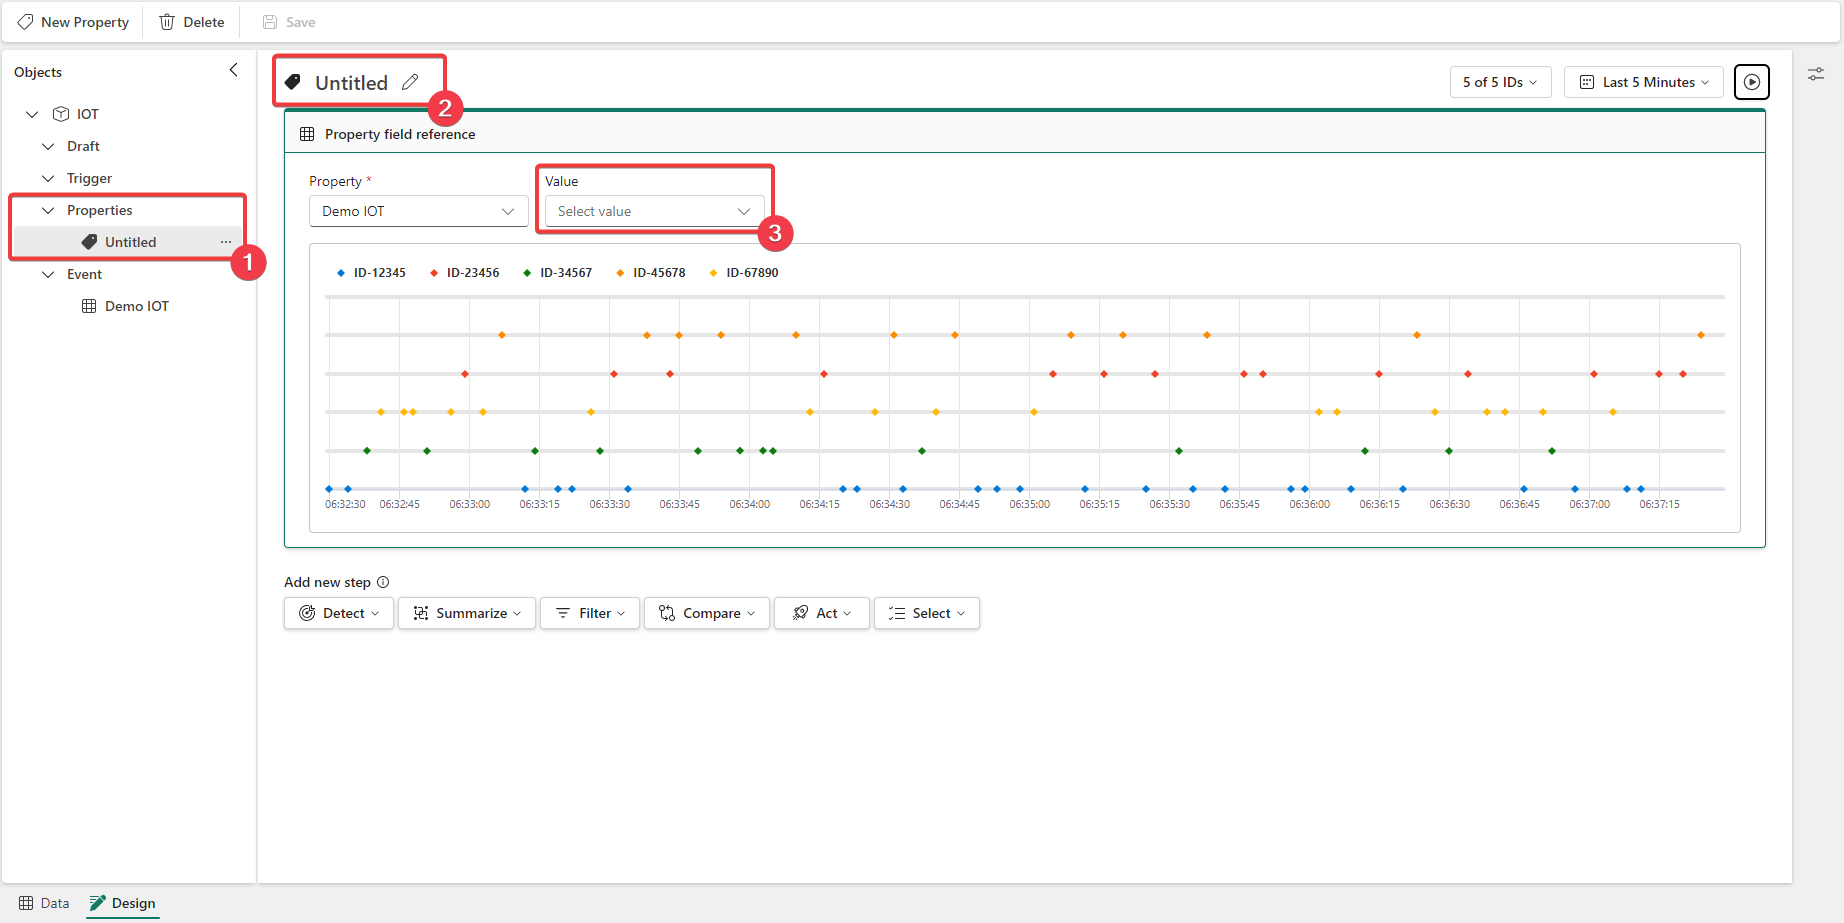 New Property Delete Save
Objects
IOT
Draft
Trigger
Properties
Untitled ...
1
Event
Demo IOT
Untitled
2
5 of 5 IDs Last 5 Minutes
Property field reference
Property * Value
Demo IOT Select value
3
ID-12345 ID-23456 ID-34567 ID-45678 ID-67890
06:32:30 06:32:45 06:33:00 06:33:15 06:33:30 06:33:45 06:34:00 06:34:15 06:34:30 06:34:45 06:35:00 06:35:15 06:35:30 06:35:45 06:36:00 06:36:15 06:36:30 06:36:45 06:37:00 06:37:15
Add new step
Detect Summarize Filter Compare Act Select
Data Design